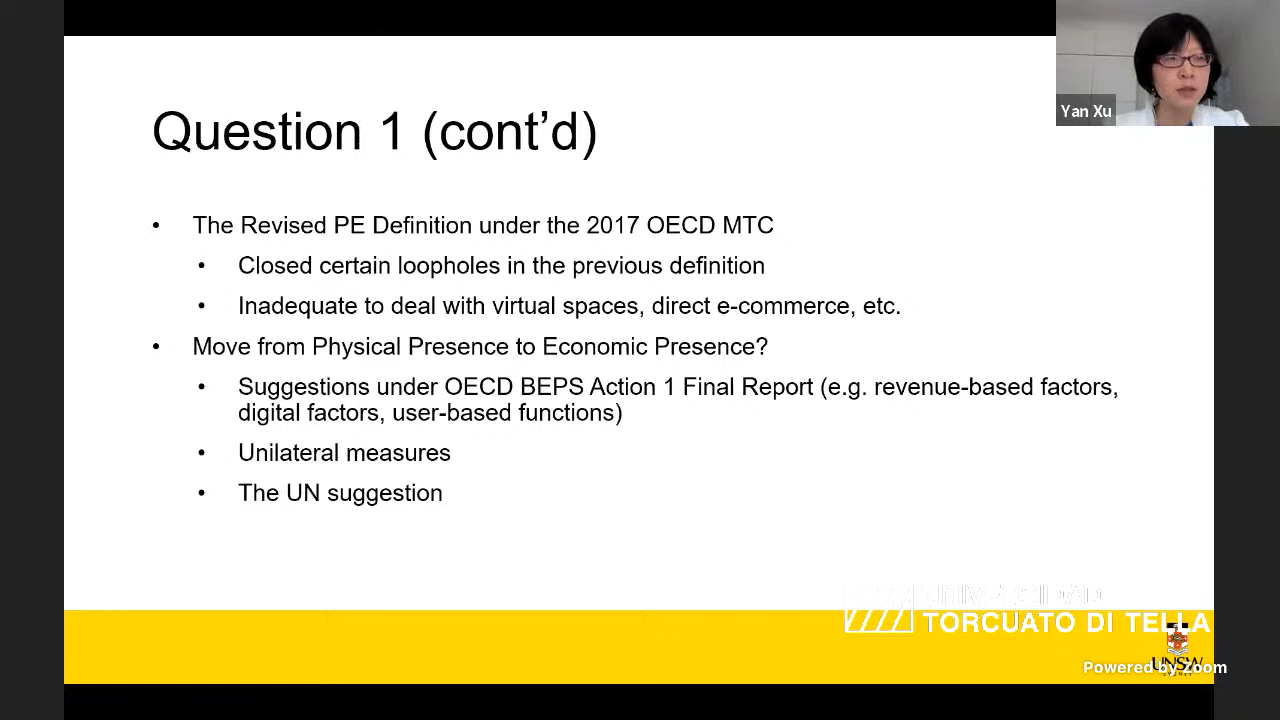 Yan Xu
Question 1 (cont’d)
• The Revised PE Definition under the 2017 OECD MTC
• Closed certain loopholes in the previous definition
• Inadequate to deal with virtual spaces, direct e-commerce, etc.
• Move from Physical Presence to Economic Presence?
• Suggestions under OECD BEPS Action 1 Final Report (e.g. revenue-based factors,
digital factors, user-based functions)
• Unilateral measures
• The UN suggestion
UNIVERSIDAD
TORCUATO DI TELLA
UNSW
Powered by Zoom